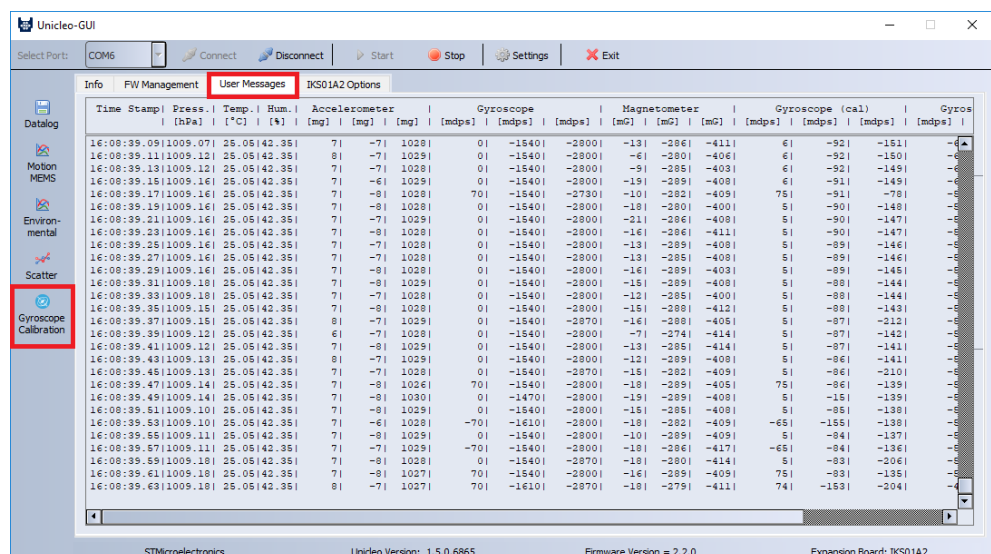 Unicleo-GUI
Select Port: COM6 Connect Disconnect Start Stop Settings Exit
Info FW Management User Messages IKS01A2 Options
Datalog
Motion MEMS
Environ-mental
Scatter
Gyroscope Calibration
Time Stamp| Press.| Temp.| Hum.| Accelerometer | Gyroscope | Magnetometer | Gyroscope (cal) | Gyros
| [hPa] | [°C] | [%] | [mg] | [mg] | [mg] | [mdps] | [mdps] | [mdps] | [mG] | [mG] | [mG] | [mdps] | [mdps] | [mdps] | [mdps] |
16:08:39.09|1009.07| 25.05|42.35| 7| -7| 1028| 0| -1540| -2800| -13| -286| -411| 6| -92| -151| -6
16:08:39.11|1009.12| 25.05|42.35| 8| -7| 1028| 0| -1540| -2800| -6| -280| -406| 6| -92| -150| -6
16:08:39.13|1009.12| 25.05|42.35| 7| -7| 1028| 0| -1540| -2800| -9| -285| -403| 6| -92| -149| -6
16:08:39.15|1009.16| 25.05|42.35| 7| -6| 1029| 0| -1540| -2800| -19| -289| -408| 6| -91| -149| -6
16:08:39.17|1009.16| 25.05|42.35| 7| -8| 1028| 70| -1540| -2730| -10| -282| -409| 75| -91| -78| -5
16:08:39.19|1009.16| 25.05|42.35| 7| -8| 1028| 0| -1540| -2800| -18| -280| -400| 5| -90| -148| -5
16:08:39.21|1009.16| 25.05|42.35| 7| -7| 1029| 0| -1540| -2800| -21| -286| -408| 5| -90| -147| -5
16:08:39.23|1009.16| 25.05|42.35| 7| -8| 1028| 0| -1540| -2800| -16| -286| -411| 5| -90| -147| -5
16:08:39.25|1009.16| 25.05|42.35| 7| -7| 1028| 0| -1540| -2800| -13| -289| -408| 5| -89| -146| -5
16:08:39.27|1009.16| 25.05|42.35| 7| -7| 1028| 0| -1540| -2800| -13| -285| -408| 5| -89| -146| -5
16:08:39.29|1009.16| 25.05|42.35| 7| -8| 1028| 0| -1540| -2800| -16| -289| -403| 5| -89| -145| -5
16:08:39.31|1009.18| 25.05|42.35| 7| -8| 1029| 0| -1540| -2800| -15| -289| -408| 5| -88| -144| -5
16:08:39.33|1009.18| 25.05|42.35| 7| -7| 1028| 0| -1540| -2800| -12| -285| -400| 5| -88| -144| -5
16:08:39.35|1009.15| 25.05|42.35| 7| -8| 1028| 0| -1540| -2800| -15| -288| -412| 5| -88| -143| -5
16:08:39.37|1009.15| 25.05|42.35| 8| -7| 1029| 0| -1540| -2870| -16| -288| -405| 5| -87| -212| -5
16:08:39.39|1009.12| 25.05|42.35| 6| -7| 1028| 0| -1540| -2800| -7| -274| -414| 5| -87| -142| -5
16:08:39.41|1009.12| 25.05|42.35| 7| -8| 1029| 0| -1540| -2800| -13| -285| -414| 5| -87| -141| -5
16:08:39.43|1009.13| 25.05|42.35| 8| -7| 1029| 0| -1540| -2800| -12| -289| -408| 5| -86| -141| -5
16:08:39.45|1009.13| 25.05|42.35| 7| -7| 1028| 0| -1540| -2870| -15| -282| -409| 5| -86| -210| -5
16:08:39.47|1009.14| 25.05|42.35| 7| -8| 1026| 70| -1540| -2800| -18| -289| -405| 75| -86| -139| -5
16:08:39.49|1009.14| 25.05|42.35| 7| -8| 1030| 0| -1470| -2800| -19| -289| -408| 5| -15| -139| -5
16:08:39.51|1009.10| 25.05|42.35| 7| -8| 1029| 0| -1540| -2800| -15| -285| -408| 5| -85| -138| -5
16:08:39.53|1009.10| 25.05|42.35| 7| -6| 1028| -70| -1610| -2800| -18| -282| -409| -65| -155| -138| -5
16:08:39.55|1009.11| 25.05|42.35| 7| -8| 1029| 0| -1540| -2800| -10| -289| -409| 5| -84| -137| -5
16:08:39.57|1009.11| 25.05|42.35| 7| -7| 1029| -70| -1540| -2800| -18| -286| -417| -65| -84| -136| -5
16:08:39.59|1009.18| 25.05|42.35| 7| -8| 1028| 0| -1540| -2870| -18| -280| -414| 5| -83| -206| -5
16:08:39.61|1009.18| 25.05|42.35| 7| -8| 1027| 70| -1540| -2800| -16| -289| -409| 75| -83| -135| -5
16:08:39.63|1009.18| 25.05|42.35| 8| -7| 1027| 70| -1610| -2870| -18| -279| -411| 74| -153| -204| -4
STMicroelectronics Unicleo Version: 1.5.0.6865 Firmware Version = 2.2.0 Expansion Board: IKS01A2